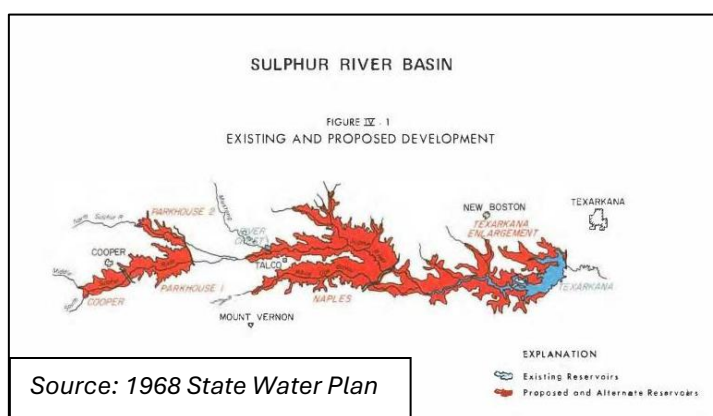 SULPHUR RIVER BASIN
FIGURE IV - 1
EXISTING AND PROPOSED DEVELOPMENT
PARKHOUSE 2
NEW BOSTON
TEXARKANA
TEXARKANA
ENLARGEMENT
RIVER
COOPER
TALCO
TEXARKANA
COOPER
PARKHOUSE 1
NAPLES
MOUNT VERNON
EXPLANATION
Existing Reservoirs
Proposed and Alternate Reservoirs
Source: 1968 State Water Plan